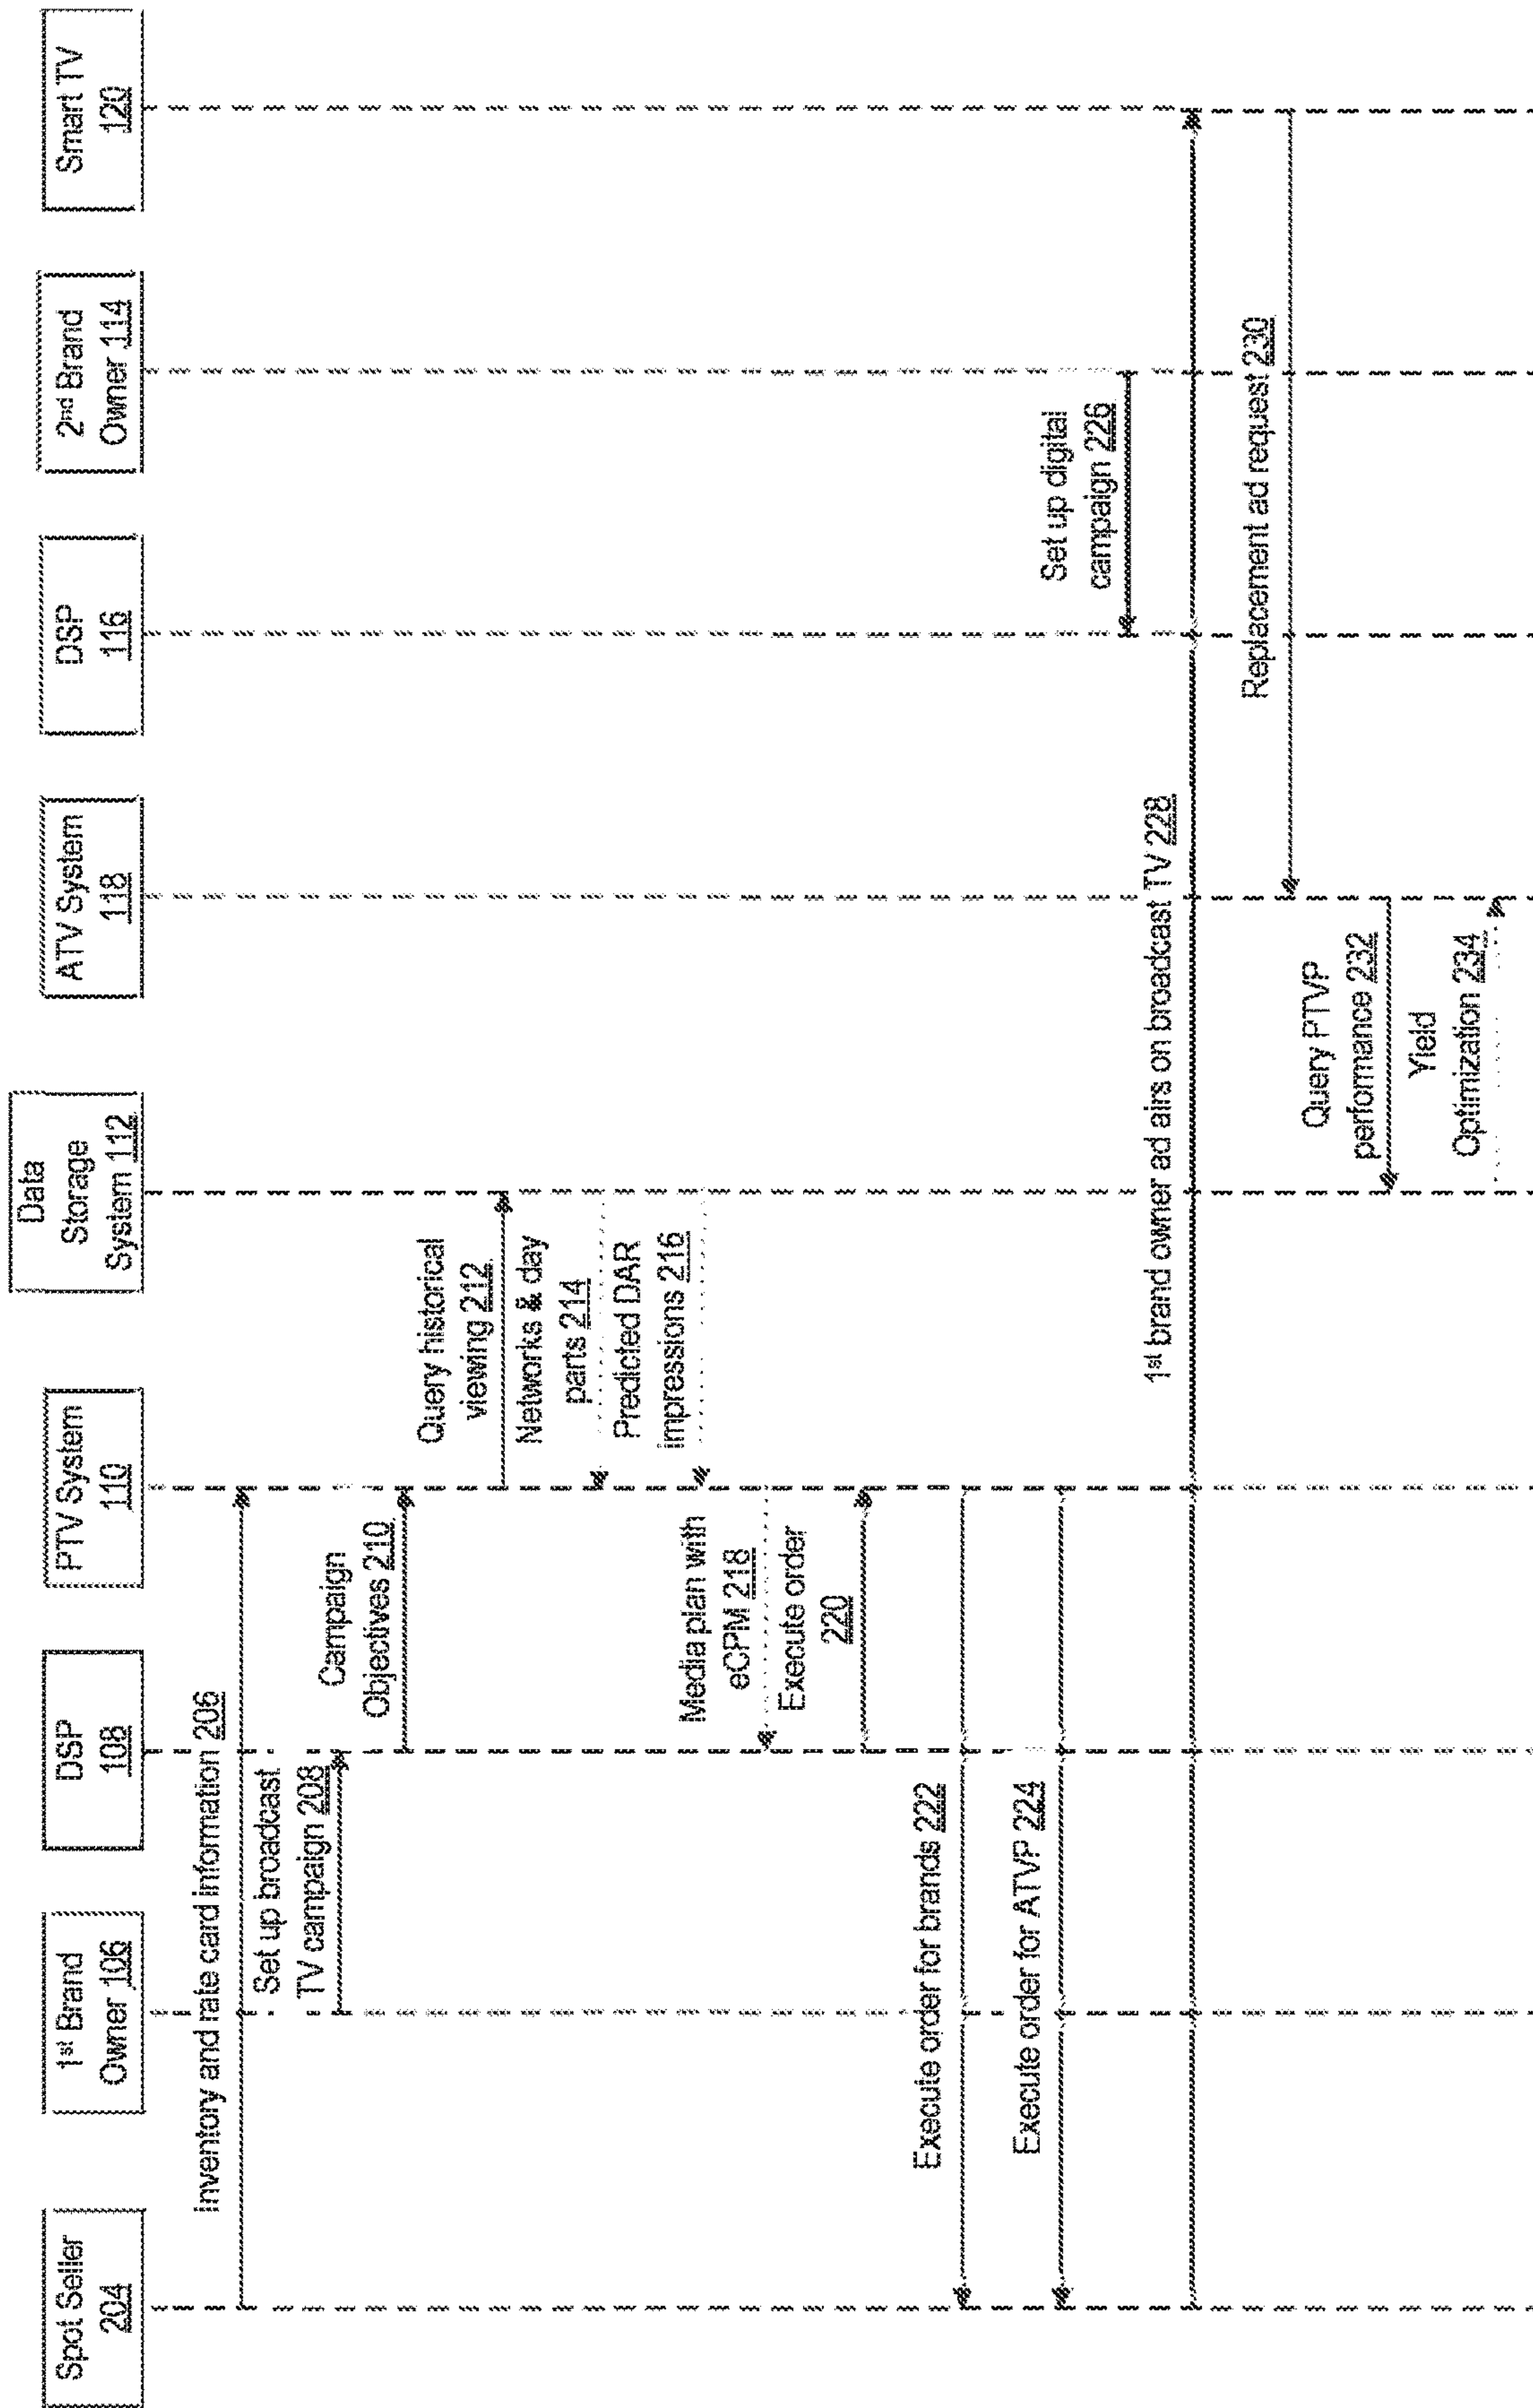 Spot Seller
204
1st Brand
Owner 106
DSP
108
PTV System
110
Data
Storage
System 112
ATV System
118
DSP
116
2nd Brand
Owner 114
Smart TV
120
Inventory and rate card information 206
Set up broadcast
TV campaign 208
Campaign
Objectives 210
Query historical
viewing 212
Networks & day
parts 214
Predicted DAR
impressions 216
Media plan with
eCPM 218
Execute order
220
Execute order for brands 222
Execute order for ATVP 224
Set up digital
campaign 226
1st brand owner ad airs on broadcast TV 228
Replacement ad request 230
Query PTVP
performance 232
Yield
Optimization 234